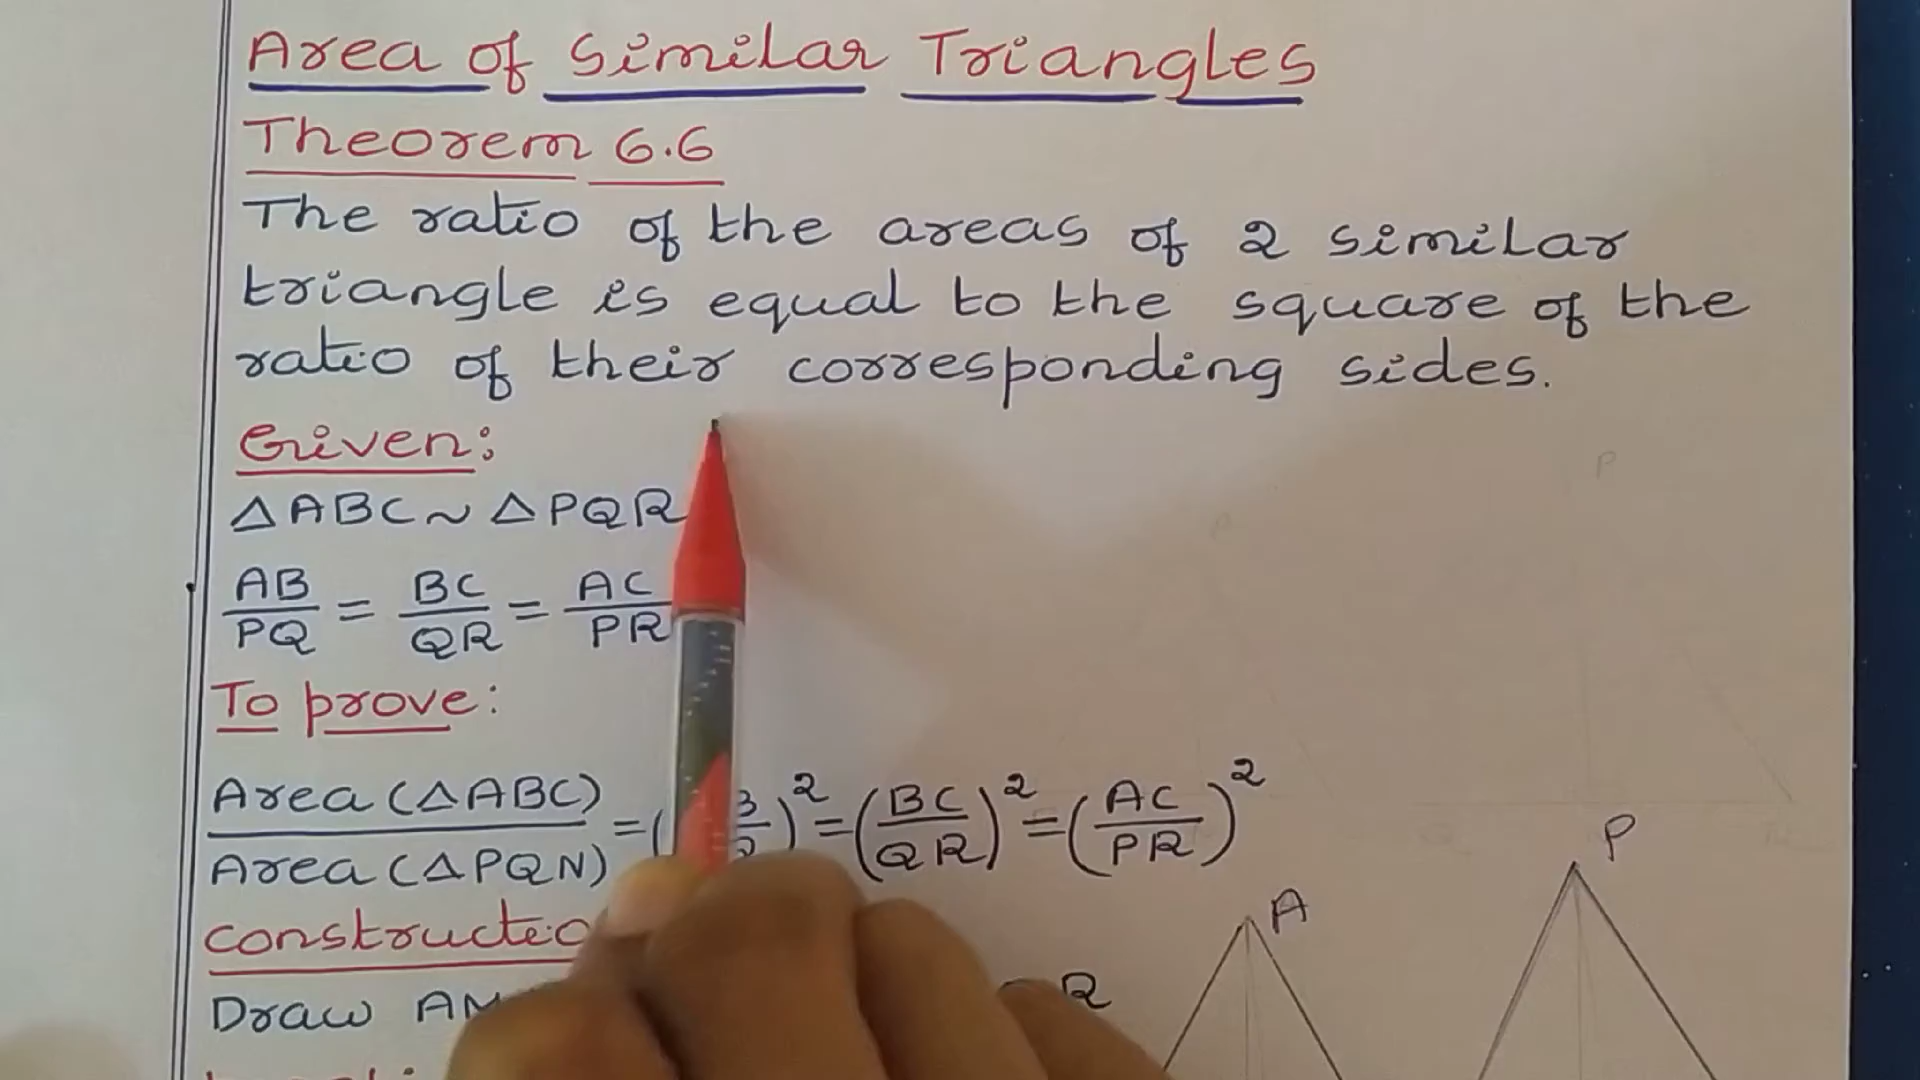 Area of Similar Triangles
Theorem 6.6
The ratio of the areas of 2 similar
triangle is equal to the square of the
ratio of their corresponding sides.
Given:
△ABC ~ △PQR
AB/PQ = BC/QR = AC/PR
To prove:
Area (△ABC)/Area (△PQN) = ( )² = (BC/QR)² = (AC/PR)²
Draw
R
A
P